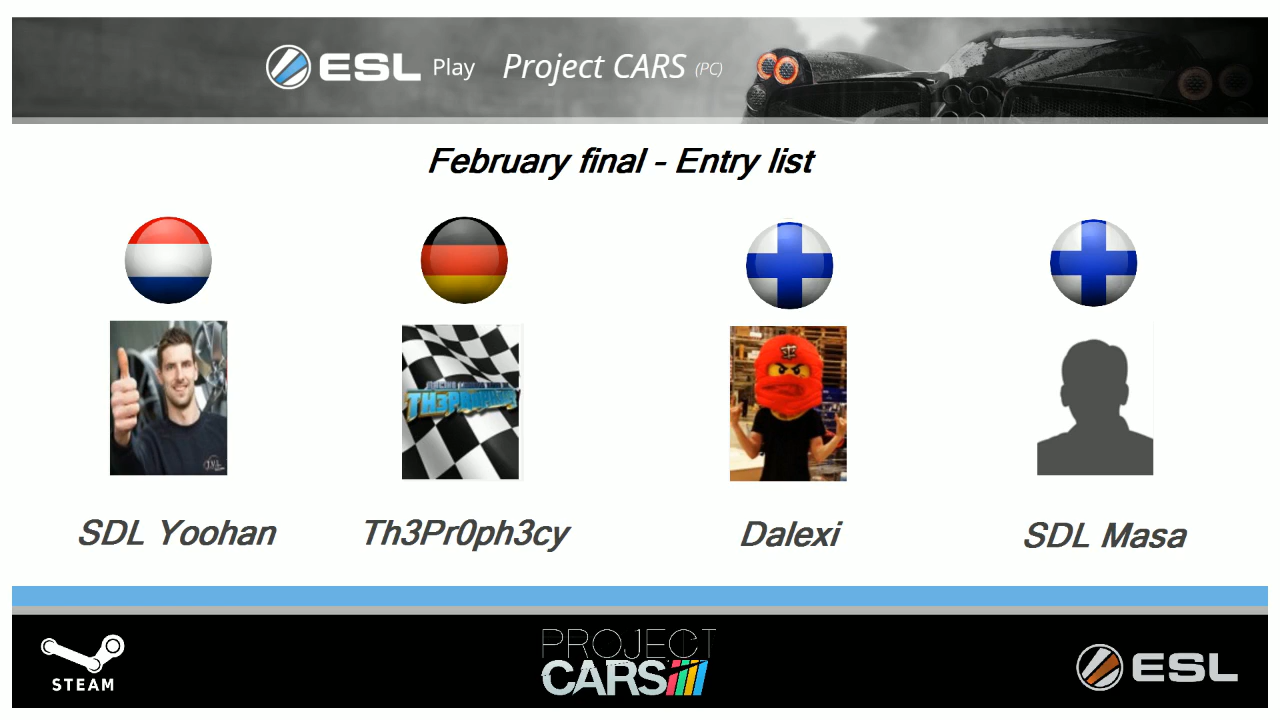 ESL Play Project CARS (PC)
February final - Entry list
TH3PR0PH3CY
SDL Yoohan Th3Pr0ph3cy Dalexi SDL Masa
STEAM
PROJECT
CARS
ESL